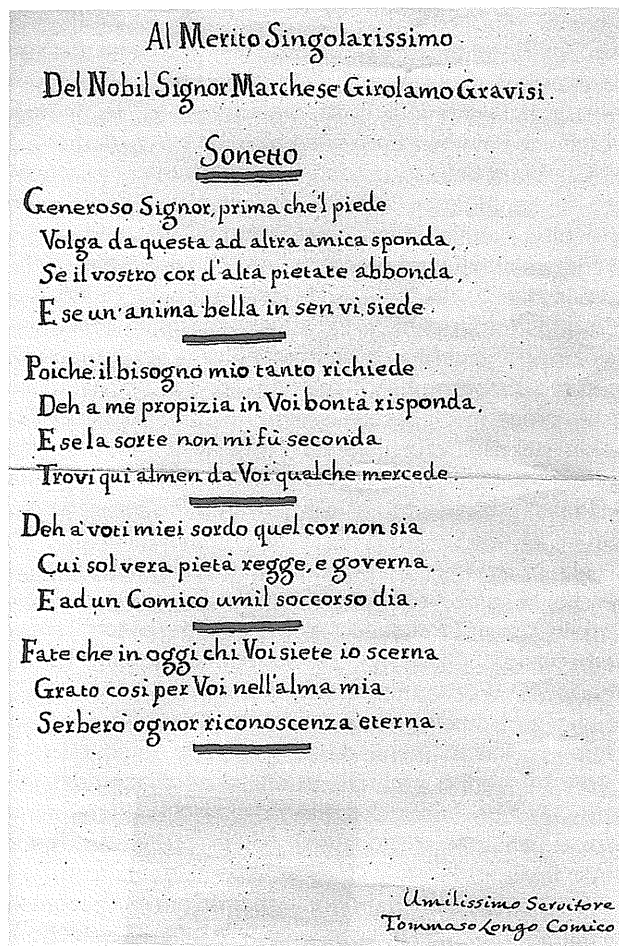 Al Merito Singolarissimo
Del Nobil Signor Marchese Girolamo Gravisi.
Sonetto
Generoso Signor, prima che'l piede
Volga da questa ad altra amica sponda,
Se il vostro cor d'alta pietate abbonda,
E se un'anima bella in sen vi siede.
Poichè il bisogno mio tanto richiede
Deh a me propizia in Voi bontà risponda,
E se la sorte non mi fù seconda
Trovi qui almen da Voi qualche mercede.
Deh a' voti miei sordo quel cor non sia
Cui sol vera pietà regge, e governa,
E ad un Comico umil soccorso dia.
Fate che in oggi chi Voi siete io scerna
Grato così per Voi nell'alma mia
Serberò ognor riconoscenza eterna.
Umilissimo Servitore
Tommaso Longo Comico